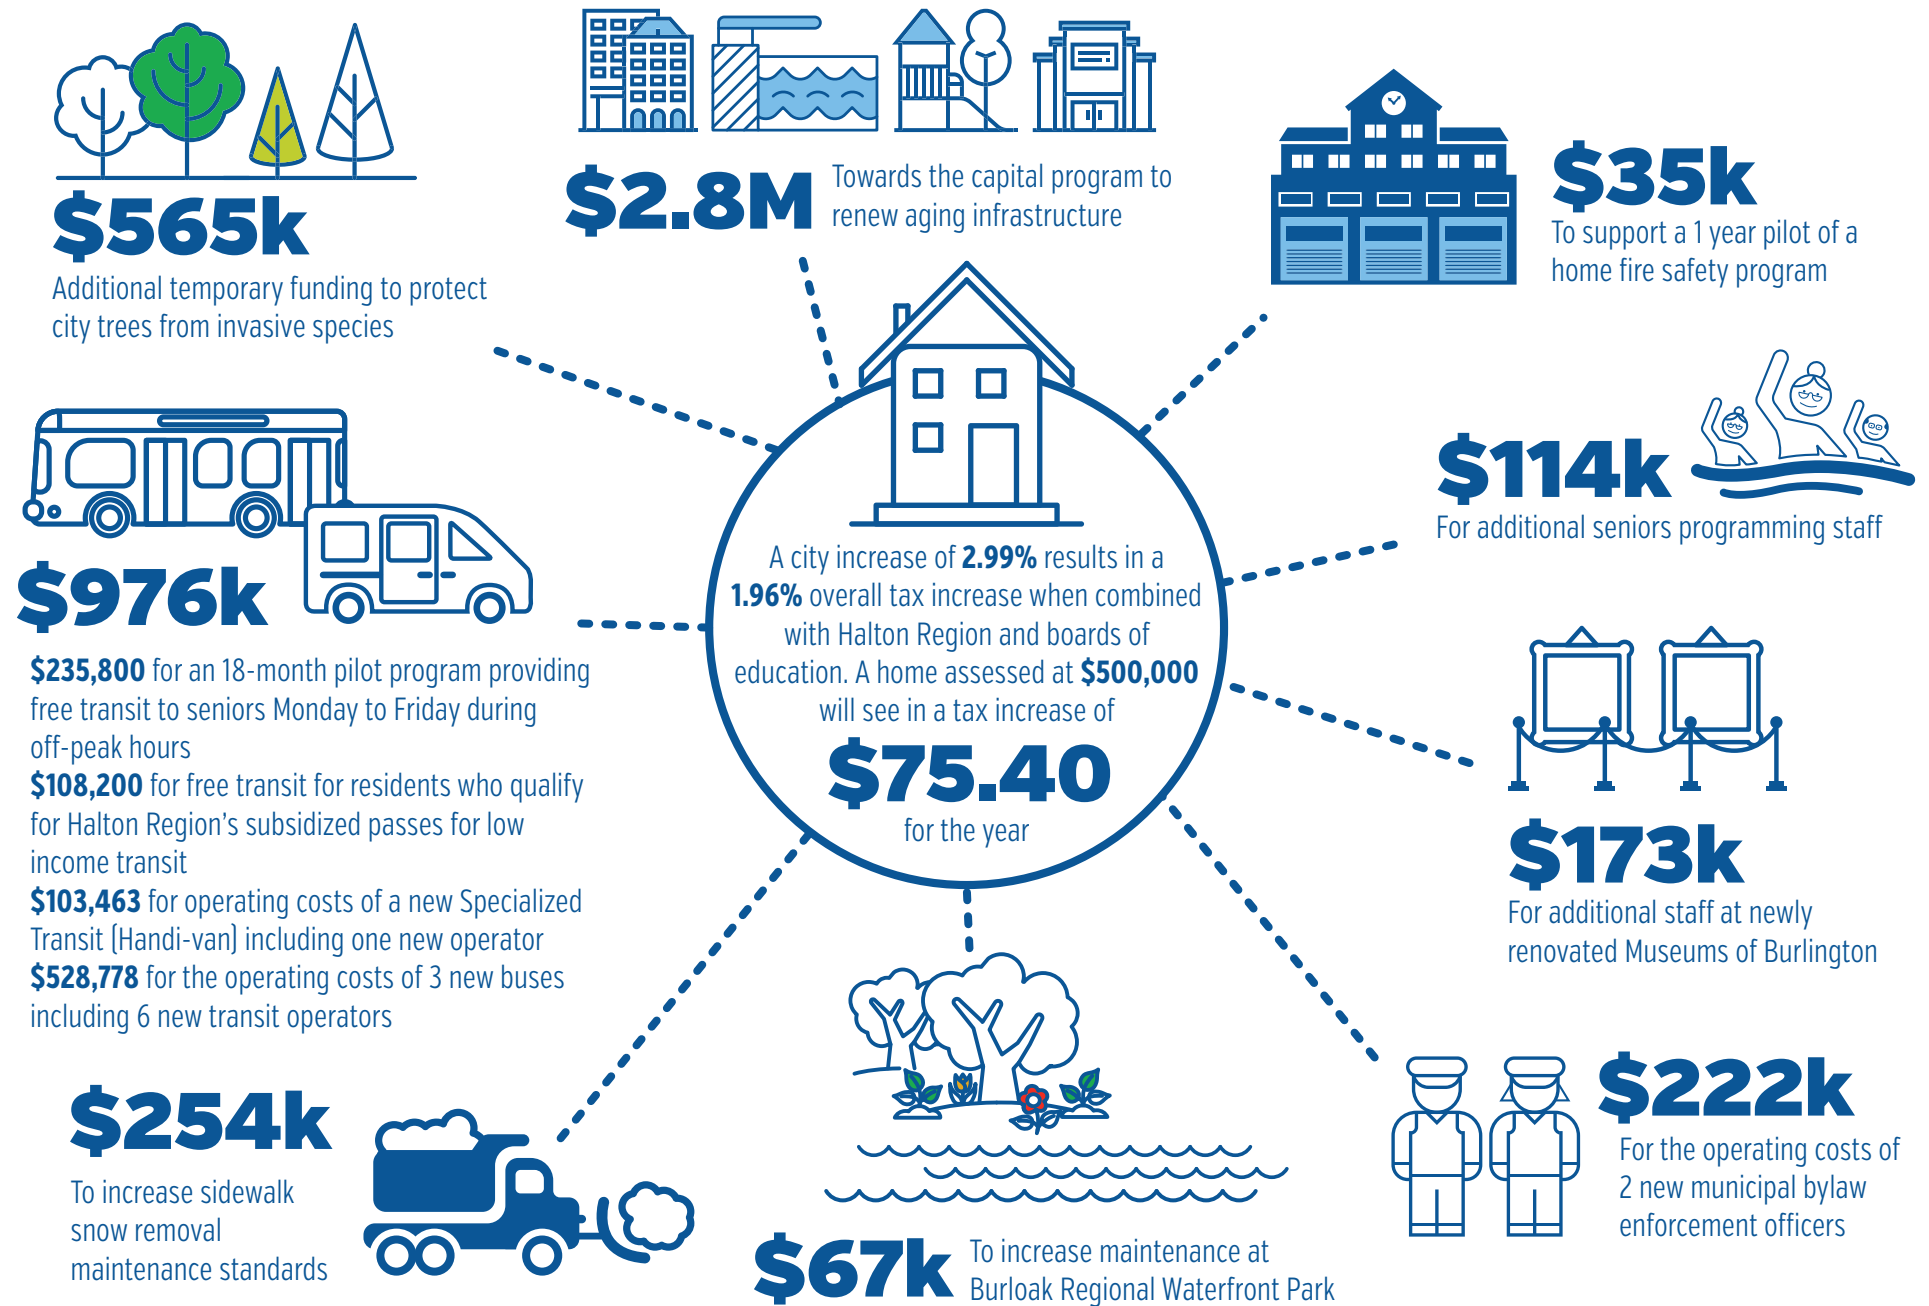 $565k
Additional temporary funding to protect
city trees from invasive species
$2.8M
Towards the capital program to
renew aging infrastructure
$35k
To support a 1 year pilot of a
home fire safety program
$976k
$235,800 for an 18-month pilot program providing
free transit to seniors Monday to Friday during
off-peak hours
$108,200 for free transit for residents who qualify
for Halton Region's subsidized passes for low
income transit
$103,463 for operating costs of a new Specialized
Transit (Handi-van) including one new operator
$528,778 for the operating costs of 3 new buses
including 6 new transit operators
A city increase of 2.99% results in a
1.96% overall tax increase when combined
with Halton Region and boards of
education. A home assessed at $500,000
will see in a tax increase of
$75.40
for the year
$114k
For additional seniors programming staff
$173k
For additional staff at newly
renovated Museums of Burlington
$254k
To increase sidewalk
snow removal
maintenance standards
$67k
To increase maintenance at
Burloak Regional Waterfront Park
$222k
For the operating costs of
2 new municipal bylaw
enforcement officers